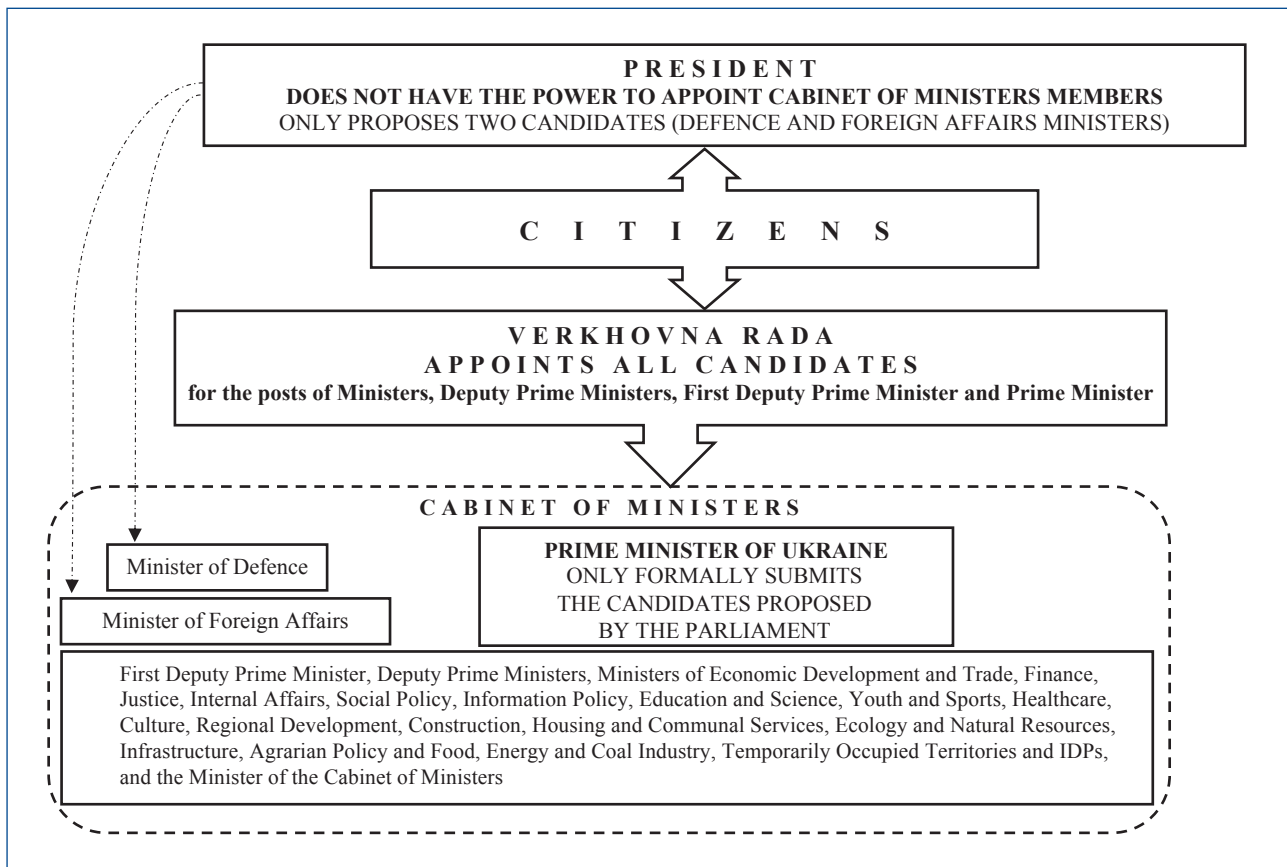 PRESIDENT
DOES NOT HAVE THE POWER TO APPOINT CABINET OF MINISTERS MEMBERS
ONLY PROPOSES TWO CANDIDATES (DEFENCE AND FOREIGN AFFAIRS MINISTERS)
CITIZENS
VERKHOVNA RADA
APPOINTS ALL CANDIDATES
for the posts of Ministers, Deputy Prime Ministers, First Deputy Prime Minister and Prime Minister
CABINET OF MINISTERS
Minister of Defence
Minister of Foreign Affairs
PRIME MINISTER OF UKRAINE
ONLY FORMALLY SUBMITS
THE CANDIDATES PROPOSED
BY THE PARLIAMENT
First Deputy Prime Minister, Deputy Prime Ministers, Ministers of Economic Development and Trade, Finance,
Justice, Internal Affairs, Social Policy, Information Policy, Education and Science, Youth and Sports, Healthcare,
Culture, Regional Development, Construction, Housing and Communal Services, Ecology and Natural Resources,
Infrastructure, Agrarian Policy and Food, Energy and Coal Industry, Temporarily Occupied Territories and IDPs,
and the Minister of the Cabinet of Ministers